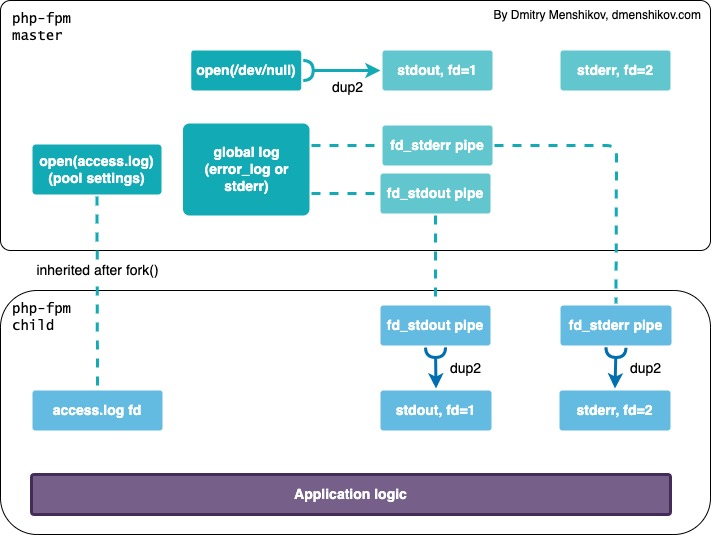 php-fpm
master
By Dmitry Menshikov, dmenshikov.com
open(/dev/null)
dup2
stdout, fd=1
stderr, fd=2
open(access.log)
(pool settings)
global log
(error_log or
stderr)
fd_stderr pipe
fd_stdout pipe
inherited after fork()
php-fpm
child
fd_stdout pipe
fd_stderr pipe
dup2
dup2
access.log fd
stdout, fd=1
stderr, fd=2
Application logic